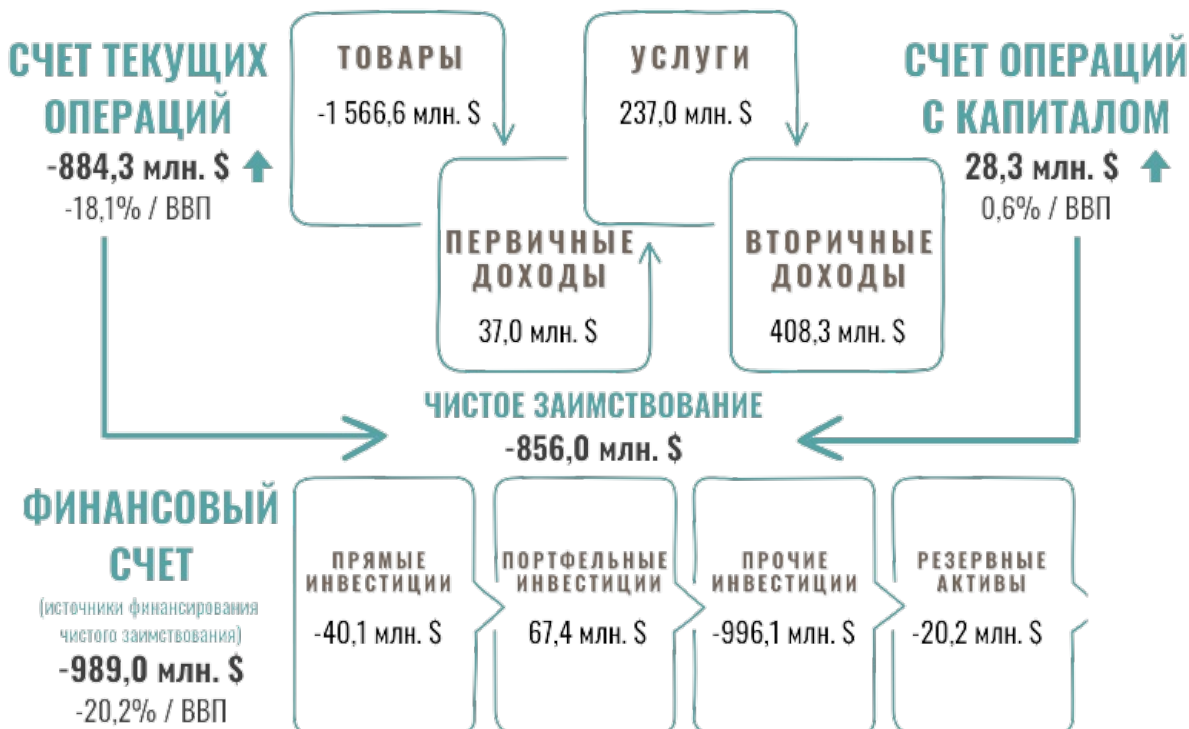 СЧЕТ ТЕКУЩИХ
ОПЕРАЦИЙ
-884,3 млн. $
-18,1% / ВВП
ТОВАРЫ
-1 566,6 млн. $
УСЛУГИ
237,0 млн. $
СЧЕТ ОПЕРАЦИЙ
С КАПИТАЛОМ
28,3 млн. $
0,6% / ВВП
ПЕРВИЧНЫЕ
ДОХОДЫ
37,0 млн. $
ВТОРИЧНЫЕ
ДОХОДЫ
408,3 млн. $
ЧИСТОЕ ЗАИМСТВОВАНИЕ
-856,0 млн. $
ФИНАНСОВЫЙ
СЧЕТ
(источники финансирования
чистого заимствования)
-989,0 млн. $
-20,2% / ВВП
ПРЯМЫЕ
ИНВЕСТИЦИИ
-40,1 млн. $
ПОРТФЕЛЬНЫЕ
ИНВЕСТИЦИИ
67,4 млн. $
ПРОЧИЕ
ИНВЕСТИЦИИ
-996,1 млн. $
РЕЗЕРВНЫЕ
АКТИВЫ
-20,2 млн. $